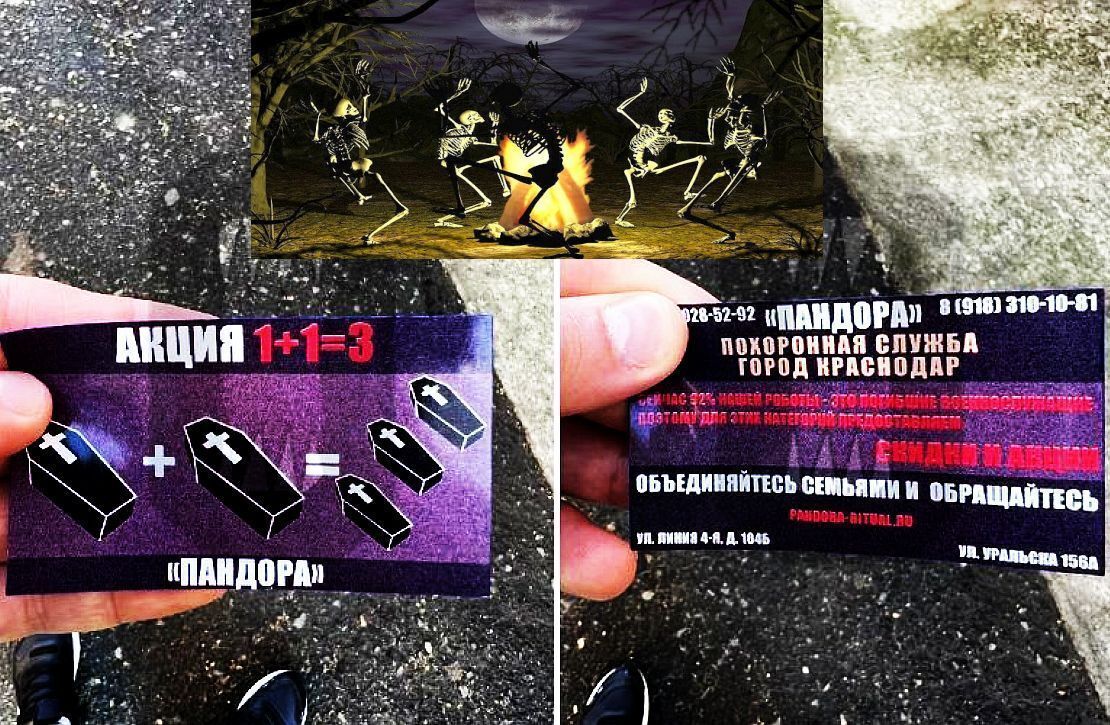 АКЦИЯ 1+1=3
+ =
«ПАНДОРА»
028-52-92 «ПАНДОРА» 8 (918) 310-10-81
ПОХОРОННАЯ СЛУЖБА
ГОРОД КРАСНОДАР
СЕЙЧАС 92% НАШЕЙ РОБОТЫ - ЭТО ПОГИБШИЕ ВОЕННОСЛУЖАЩИЕ
ПОЭТОМУ ДЛЯ ЭТИХ КАТЕГОРИЙ ПРЕДОСТАВЛЯЕМ
СКИДКИ И АКЦИИ
ОБЪЕДИНЯЙТЕСЬ СЕМЬЯМИ И ОБРАЩАЙТЕСЬ
PANDORA-RITUAL.RU
УЛ. ЛИНИЯ 4-Я, Д. 104Б
УЛ. УРАЛЬСКА 156А